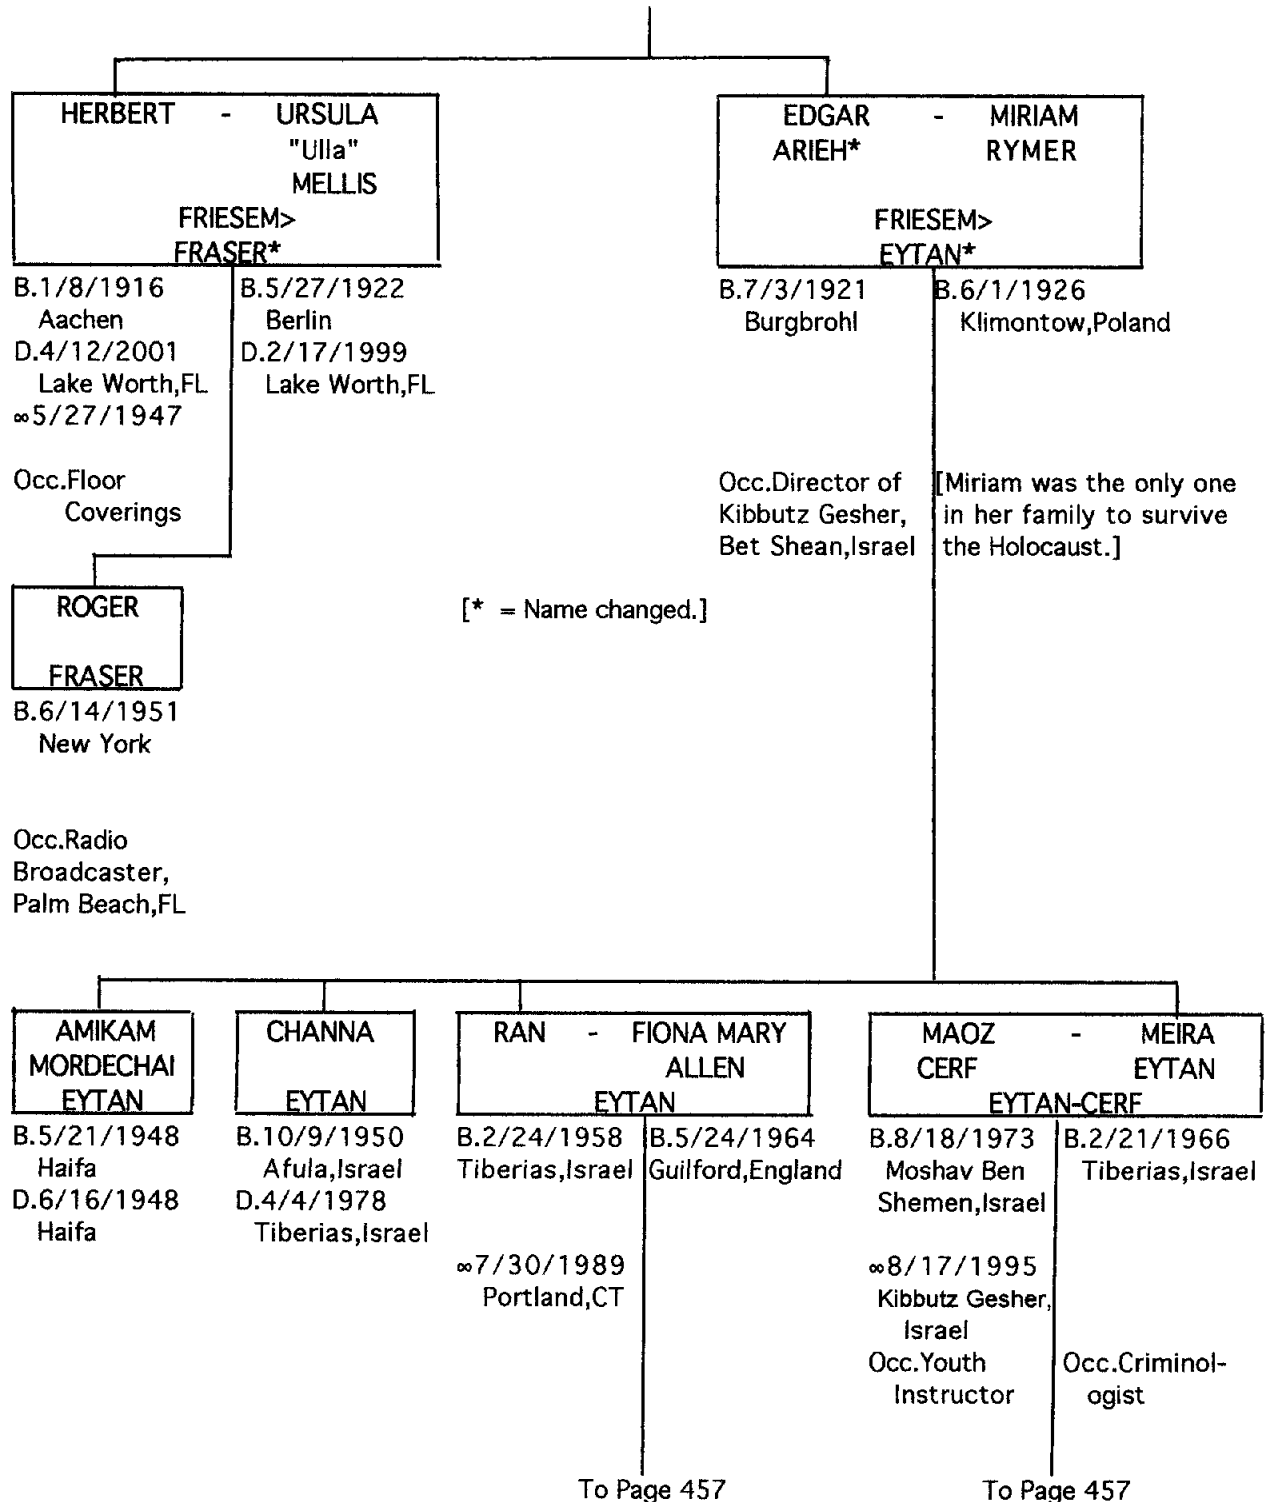 HERBERT - URSULA
"Ulla"
MELLIS
FRIESEM>
FRASER*
B.1/8/1916
Aachen
D.4/12/2001
Lake Worth,FL
∞5/27/1947
B.5/27/1922
Berlin
D.2/17/1999
Lake Worth,FL
Occ.Floor
Coverings
EDGAR - MIRIAM
ARIEH* RYMER
FRIESEM>
EYTAN*
B.7/3/1921
Burgbrohl
B.6/1/1926
Klimontow,Poland
Occ.Director of
Kibbutz Gesher,
Bet Shean,Israel
[Miriam was the only one
in her family to survive
the Holocaust.]
ROGER
FRASER
B.6/14/1951
New York
Occ.Radio
Broadcaster,
Palm Beach,FL
[* = Name changed.]
AMIKAM
MORDECHAI
EYTAN
B.5/21/1948
Haifa
D.6/16/1948
Haifa
CHANNA
EYTAN
B.10/9/1950
Afula,Israel
D.4/4/1978
Tiberias,Israel
RAN - FIONA MARY
ALLEN
EYTAN
B.2/24/1958
Tiberias,Israel
B.5/24/1964
Guilford,England
∞7/30/1989
Portland,CT
To Page 457
MAOZ - MEIRA
CERF EYTAN
EYTAN-CERF
B.8/18/1973
Moshav Ben
Shemen,Israel
B.2/21/1966
Tiberias,Israel
∞8/17/1995
Kibbutz Gesher,
Israel
Occ.Youth
Instructor
Occ.Criminol-
ogist
To Page 457